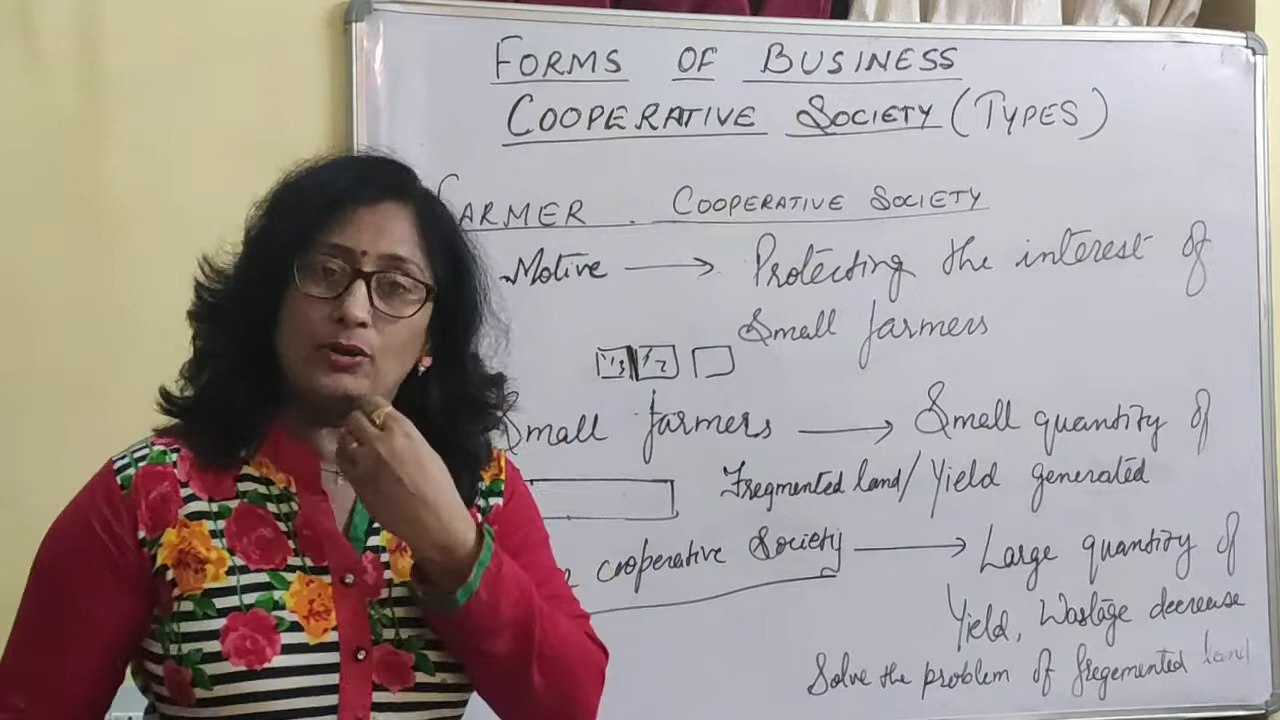 FORMS OF BUSINESS
COOPERATIVE SOCIETY (TYPES)
FARMER COOPERATIVE SOCIETY
Motive → Protecting the interest of
Small farmers
Small farmers → Small quantity of
Fregmented land/ Yield generated
cooperative Society → Large quantity of
Yield, Wastage decrease
Solve the problem of fregemented land